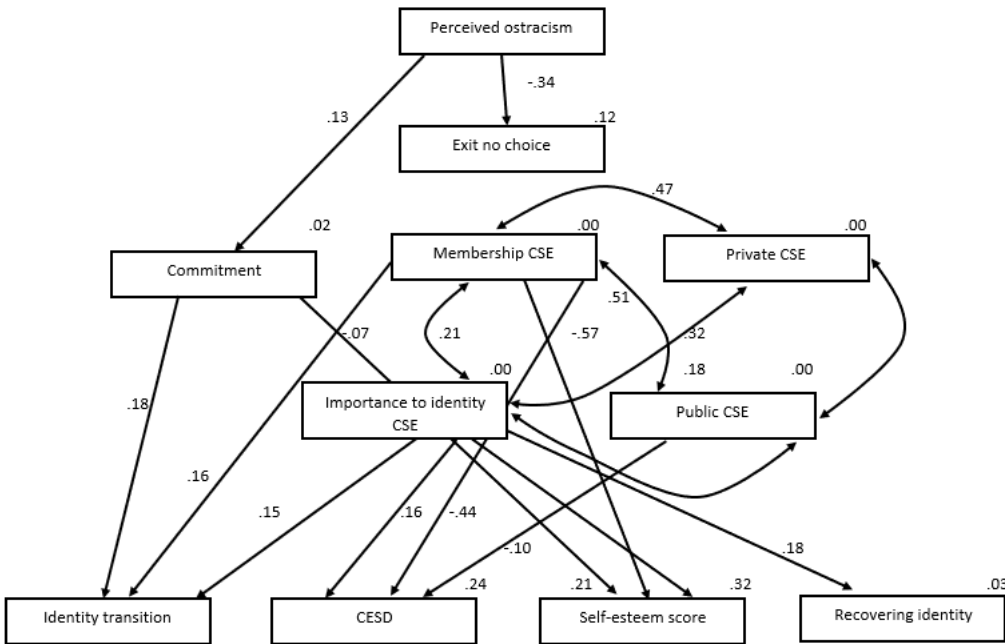 Perceived ostracism
-.34
.13
.12
Exit no choice
.47
.02
.00
.00
Commitment
Membership CSE
Private CSE
.51
-.07
.21
-.57
.32
.00
.18
.00
Importance to identity
CSE
Public CSE
.18
.16
.15
.16
-.44
-.10
.18
.24
.21
.32
.03
Identity transition
CESD
Self-esteem score
Recovering identity